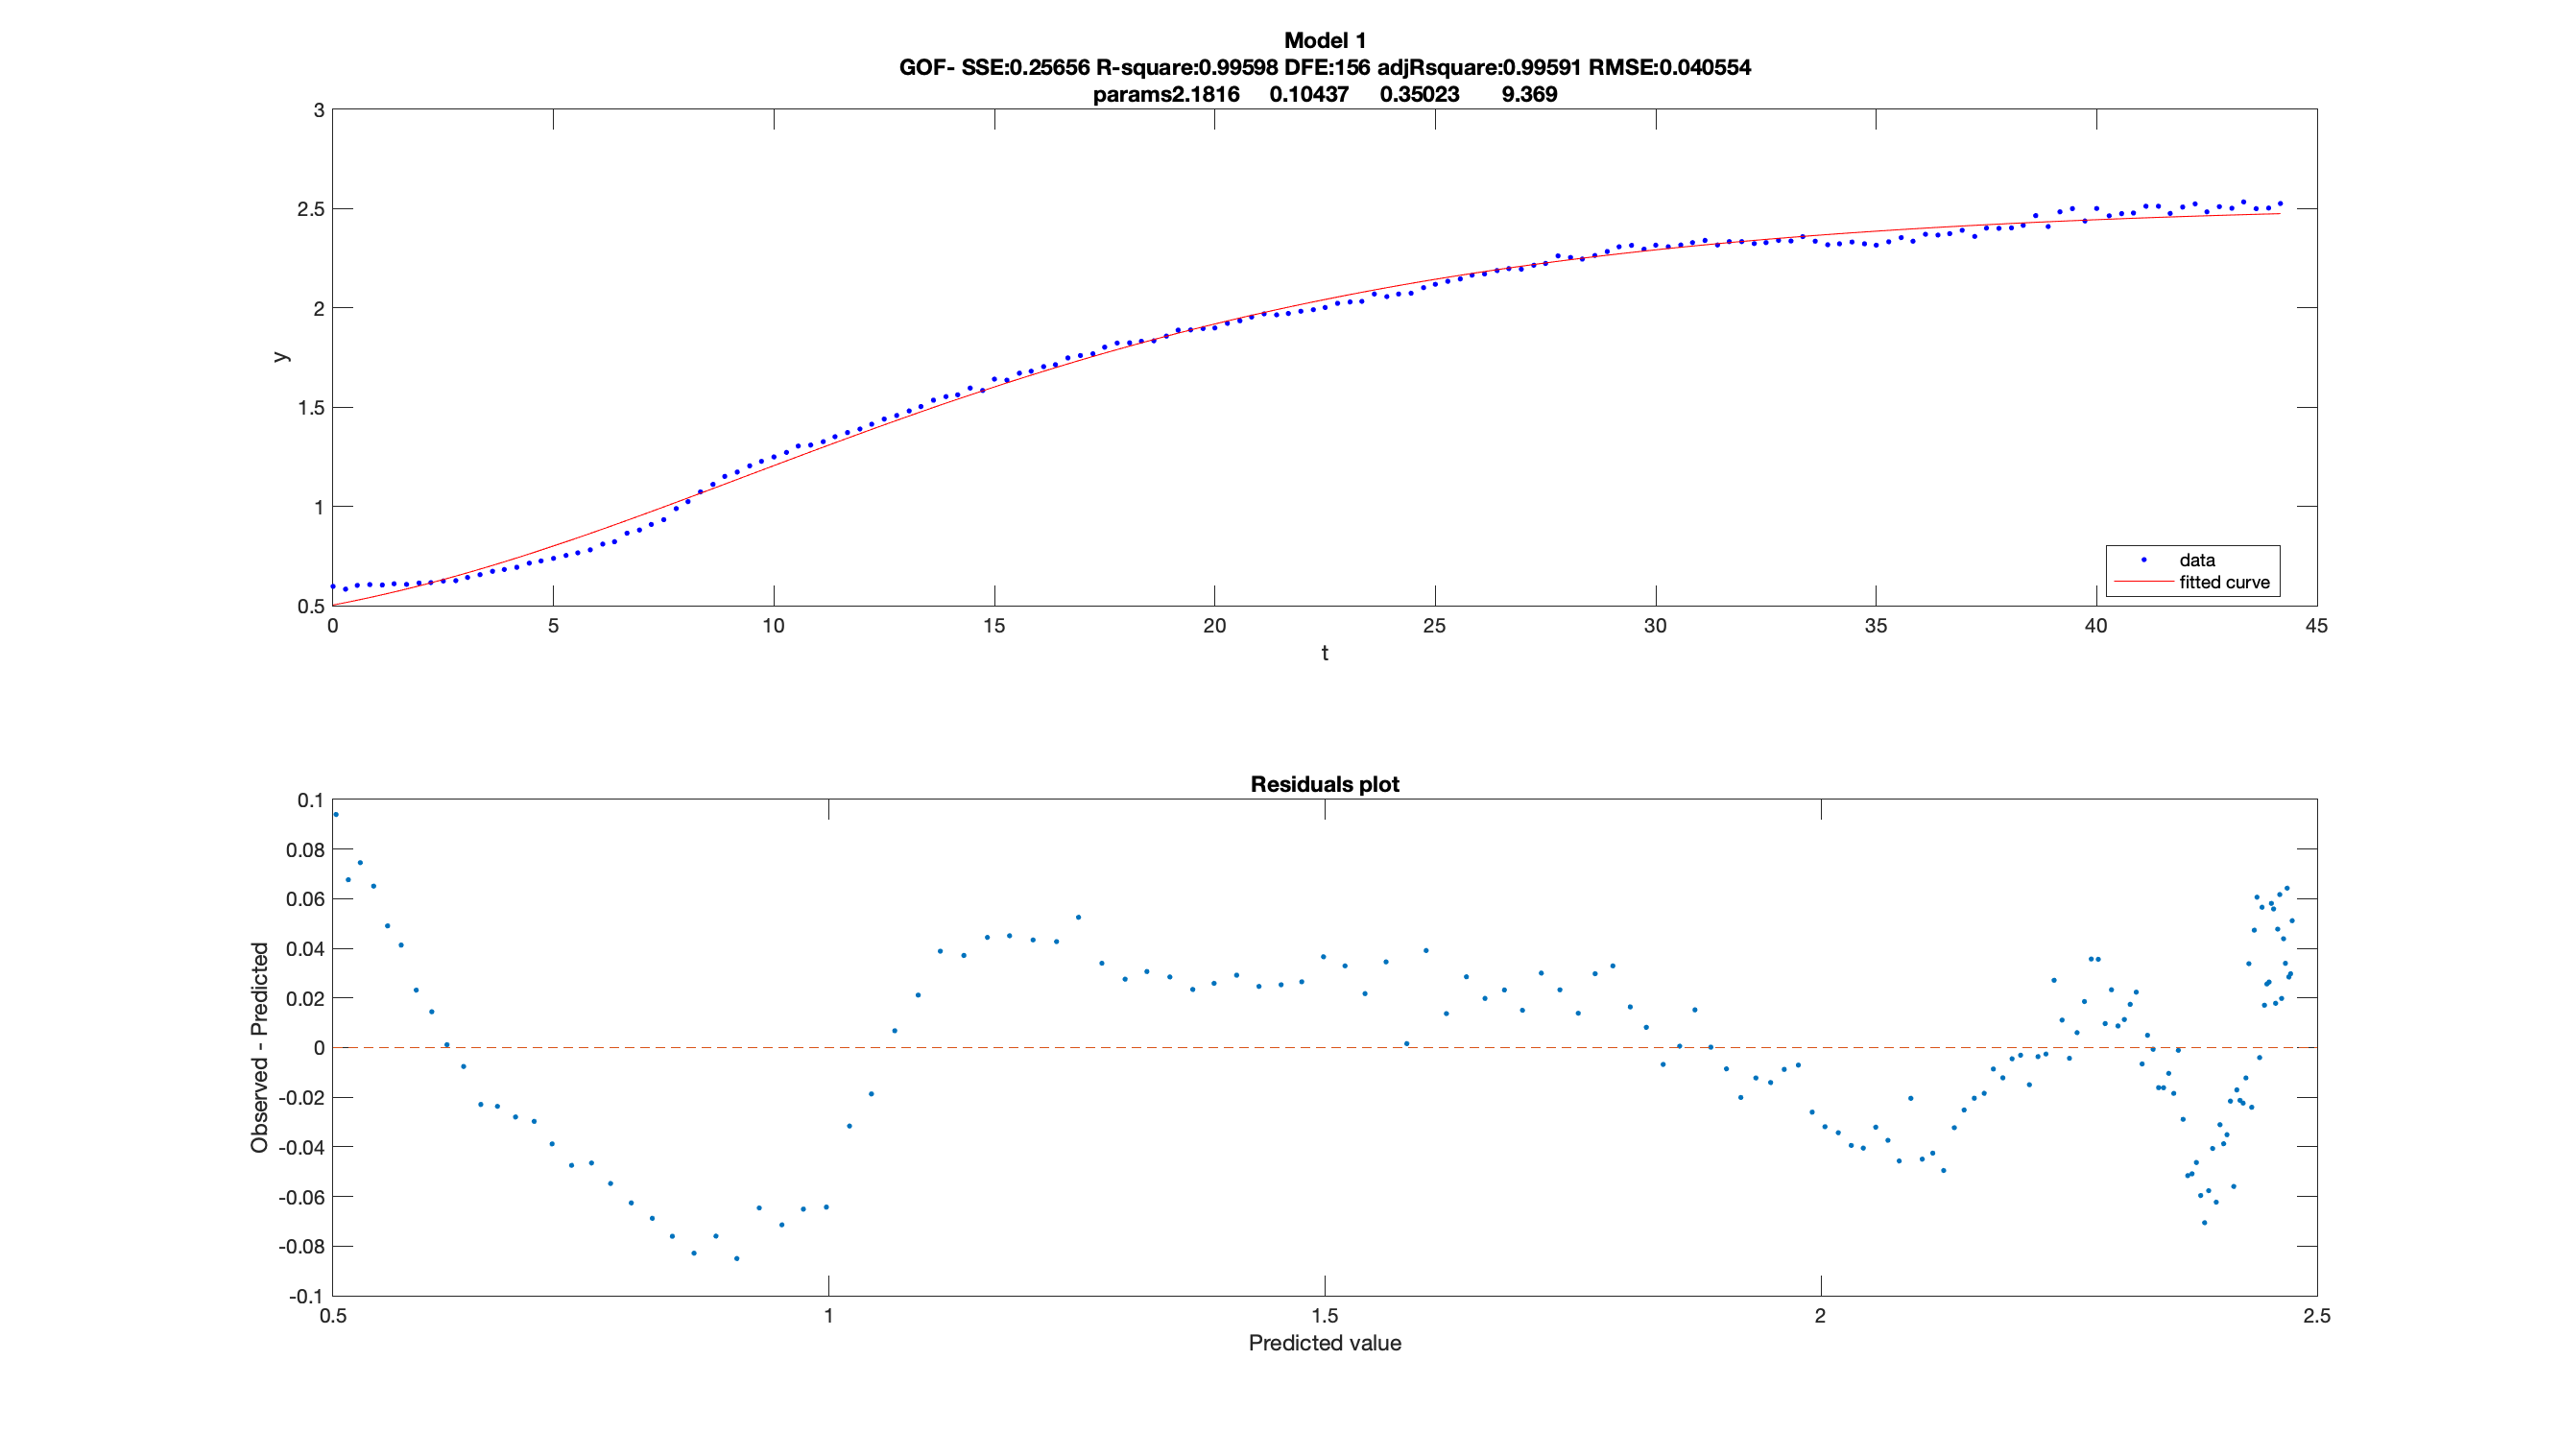 Model 1
GOF- SSE:0.25656 R-square:0.99598 DFE:156 adjRsquare:0.99591 RMSE:0.040554
params2.1816 0.10437 0.35023 9.369
3
2.5
2
1.5
1
0.5
y
0 5 10 15 20 25 30 35 40 45
t
data
fitted curve
Residuals plot
0.1
0.08
0.06
0.04
0.02
0
-0.02
-0.04
-0.06
-0.08
-0.1
Observed - Predicted
0.5 1 1.5 2 2.5
Predicted value